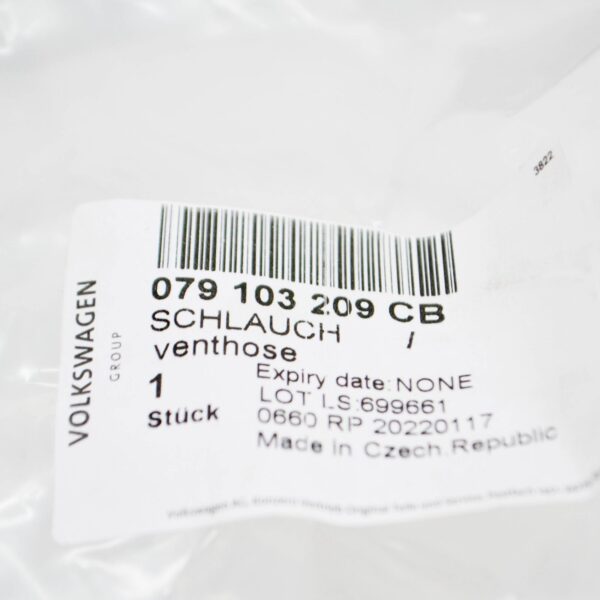 3822
VOLKSWAGEN
GROUP
079 103 209 CB
SCHLAUCH /
venthose
1
Stück
Expiry date:NONE
LOT LS:699661
0660 RP 20220117
Made in Czech.Republic